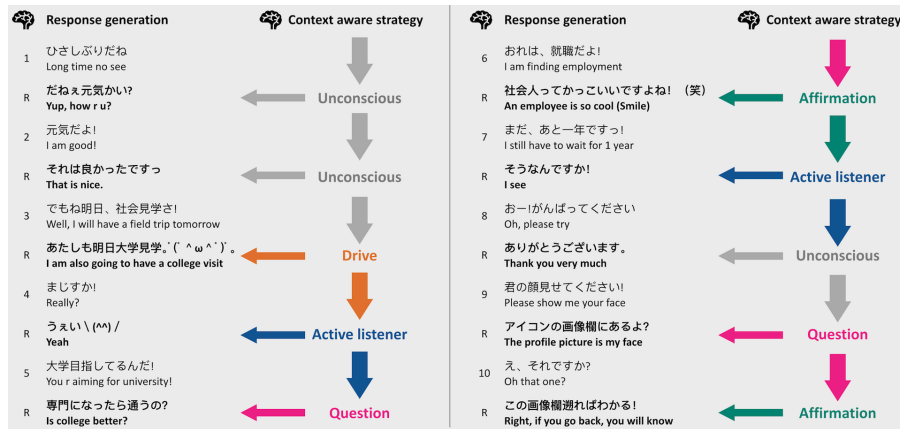 Response generation
Context aware strategy
1
ひさしぶりだね
Long time no see
R
だねぇ元気かい?
Yup, how r u?
Unconscious
2
元気だよ!
I am good!
R
それは良かったですっ
That is nice.
Unconscious
3
でもね明日、社会見学さ!
Well, I will have a field trip tomorrow
R
あたしも明日大学見学。゚(゚^ω^゚)゚。
I am also going to have a college visit
Drive
4
まじすか!
Really?
R
うぇい \ (^^) /
Yeah
Active listener
5
大学目指してるんだ!
You r aiming for university!
R
専門になったら通うの?
Is college better?
Question
Response generation
Context aware strategy
6
おれは、就職だよ!
I am finding employment
R
社会人ってかっこいいですよね! (笑)
An employee is so cool (Smile)
Affirmation
7
まだ、あと一年ですっ!
I still have to wait for 1 year
R
そうなんですか!
I see
Active listener
8
おー!がんばってください
Oh, please try
R
ありがとうございます。
Thank you very much
Unconscious
9
君の顔見せてください!
Please show me your face
R
アイコンの画像欄にあるよ?
The profile picture is my face
Question
10
え、それですか?
Oh that one?
R
この画像欄遡ればわかる!
Right, if you go back, you will know
Affirmation